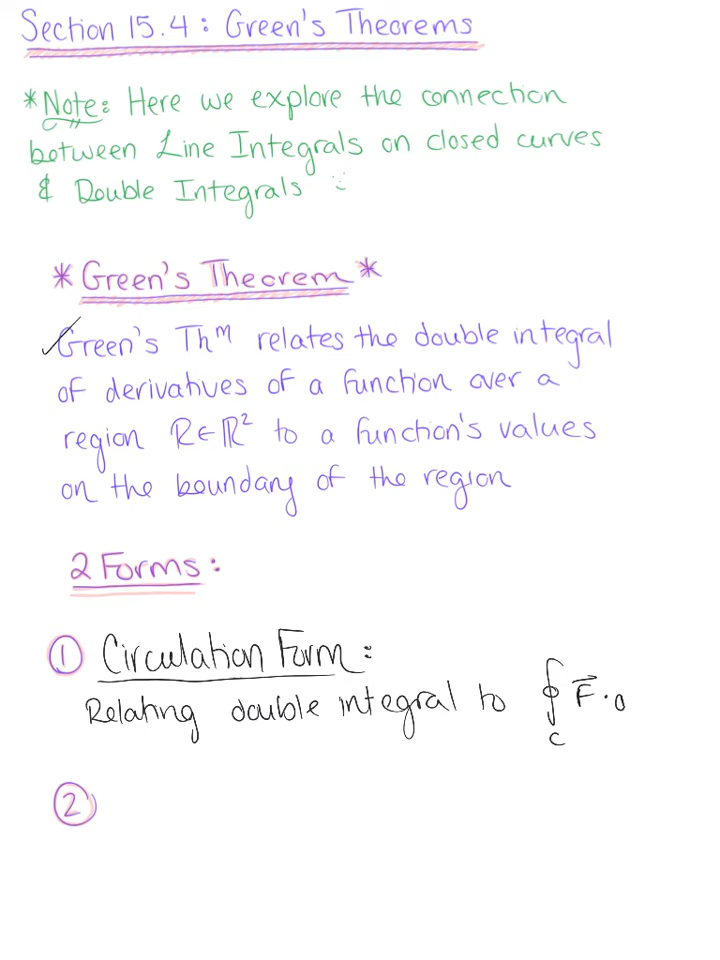 Section 15.4: Green's Theorems
*Note: Here we explore the connection
between Line Integrals on closed curves
& Double Integrals
*Green's Theorem*
Green's Thᴹ relates the double integral
of derivatives of a function over a
region R∈ℝ² to a function's values
on the boundary of the region
2 Forms:
① Circulation Form:
Relating double integral to ∮_C F⃗·
②